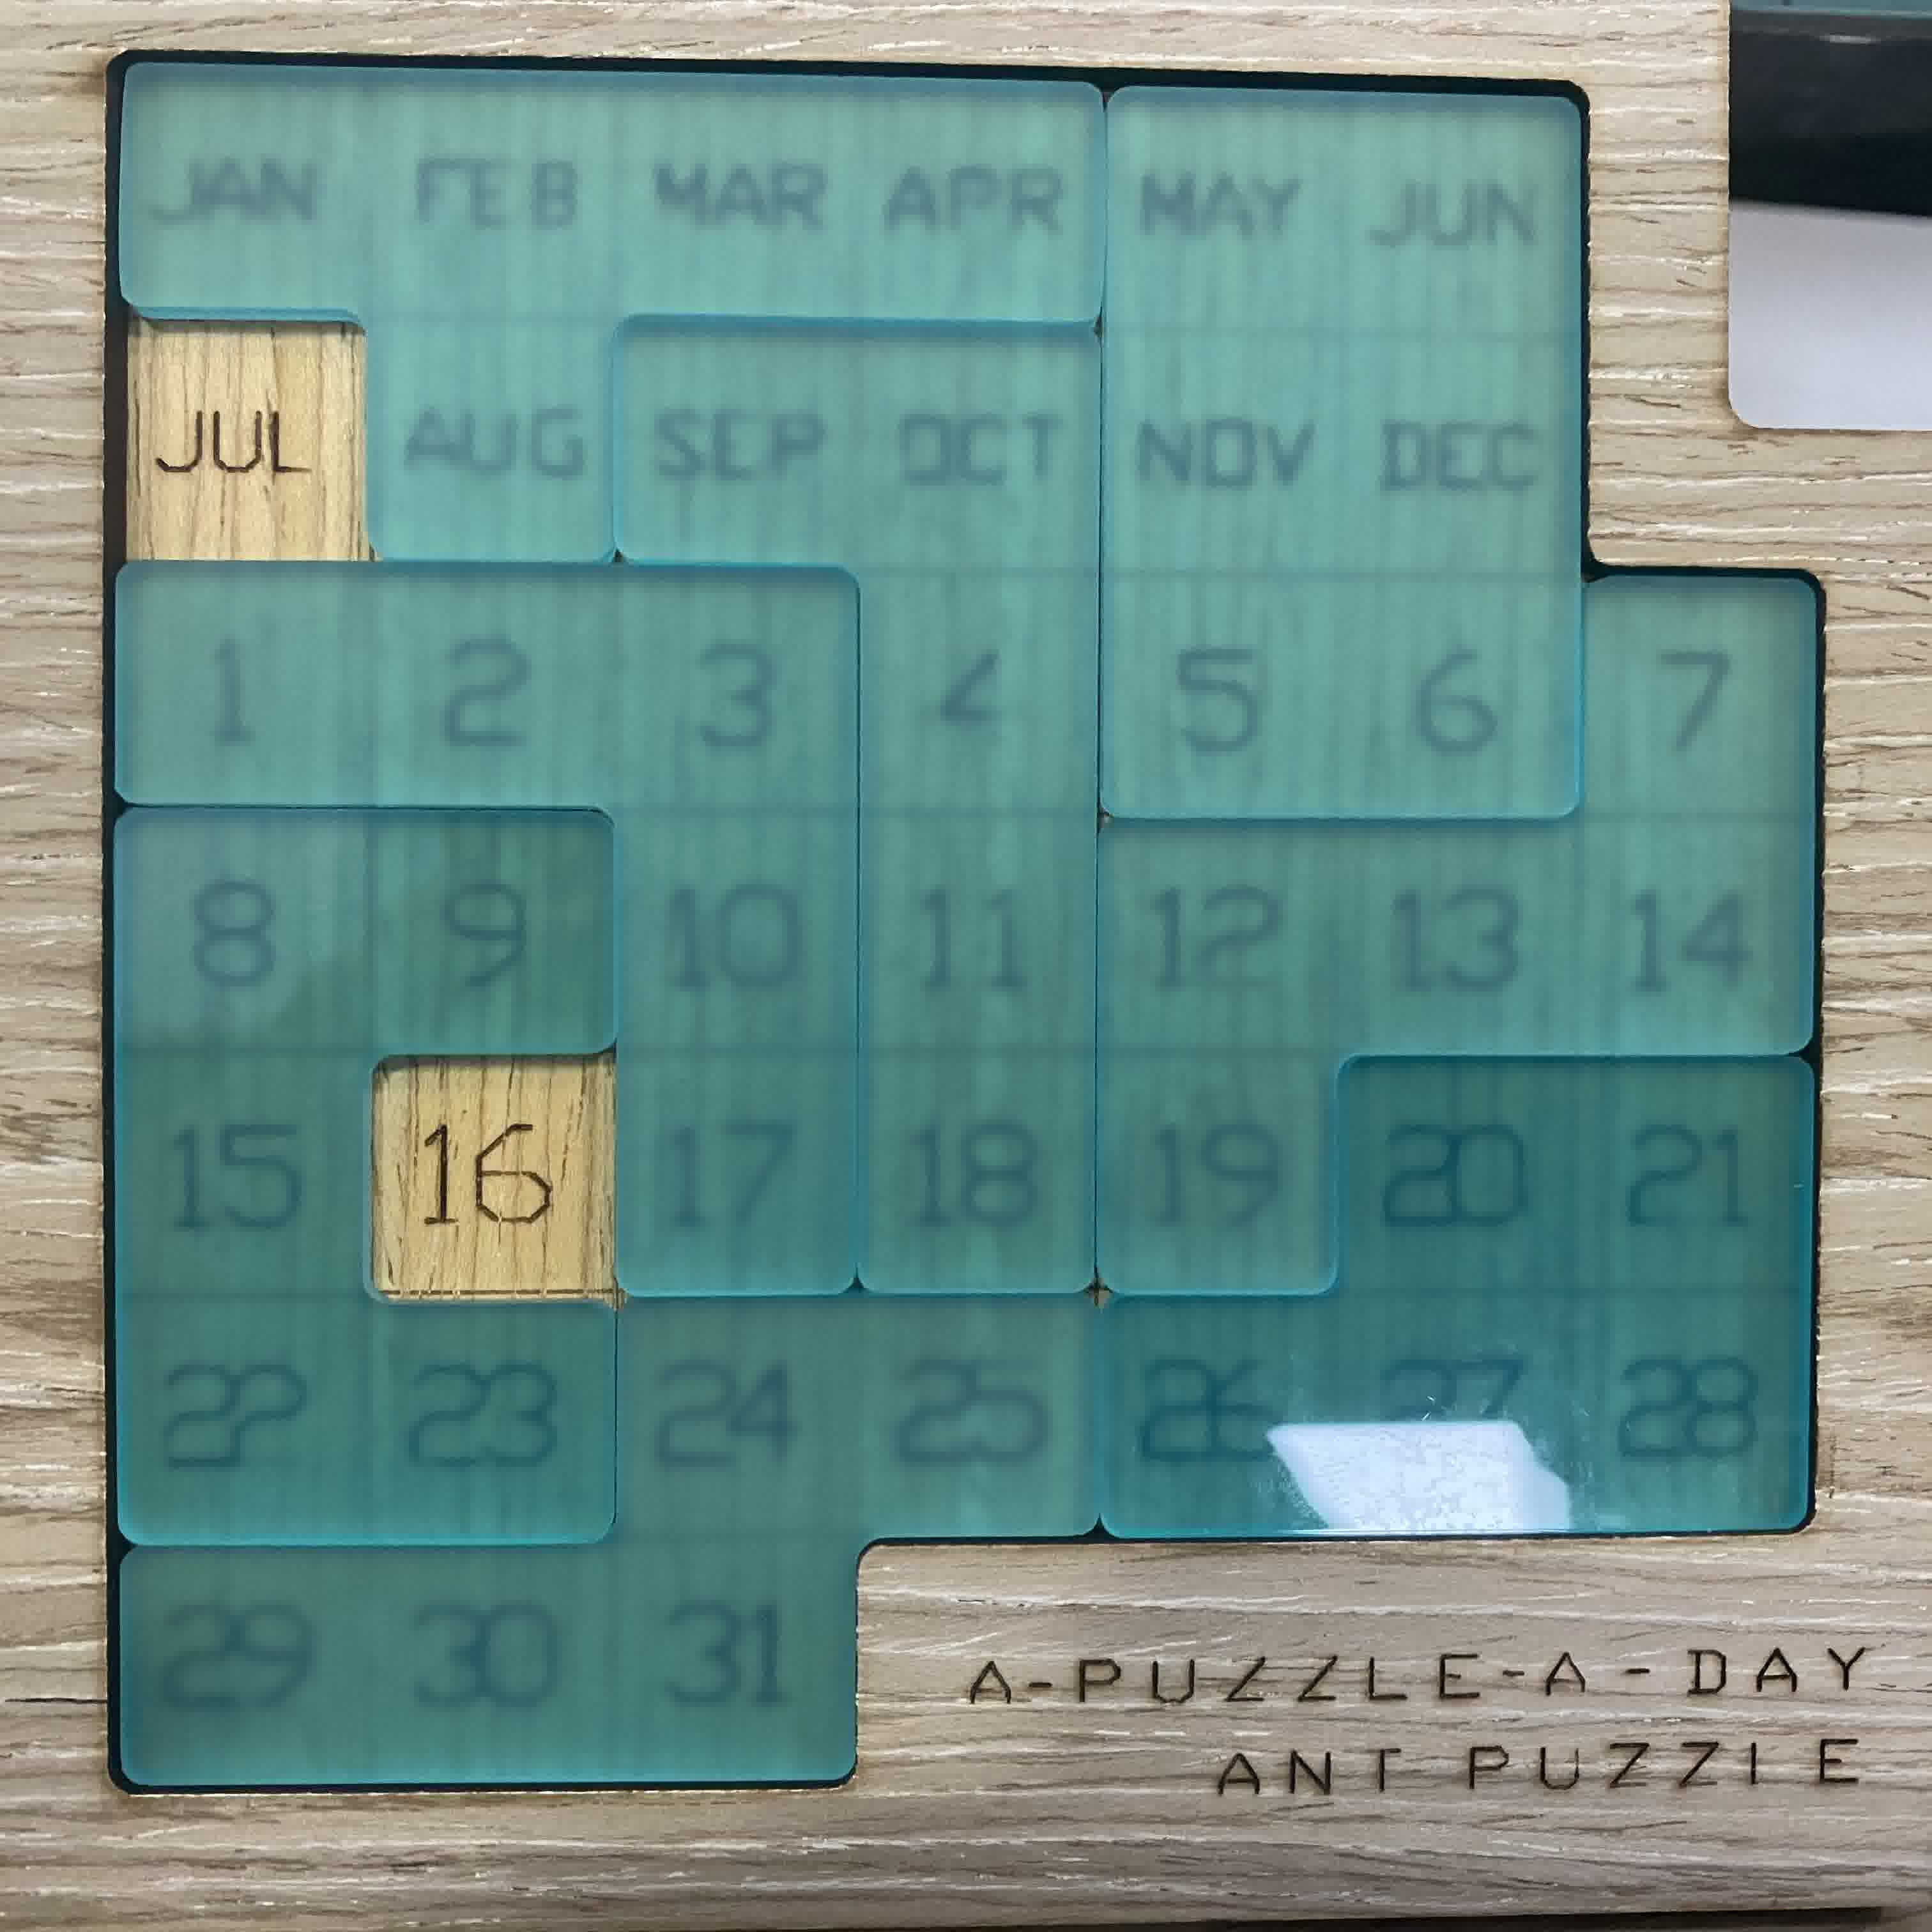 JAN FEB MAR APR MAY JUN
JUL AUG SEP OCT NOV DEC
1 2 3 4 5 6 7
8 9 10 11 12 13 14
15 16 17 18 19 20 21
22 23 24 25 26 27 28
29 30 31
A-PUZZLE-A-DAY
ANT PUZZLE